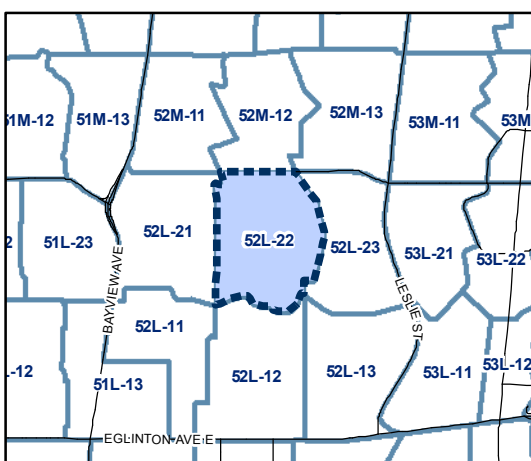 1M-12
51M-13
52M-11
52M-12
52M-13
53M-11
53M
2
51L-23
52L-21
52L-22
52L-23
53L-21
53L-22
BAYVIEW AVE
LESLIE ST
52L-11
L-12
51L-13
52L-12
52L-13
53L-11
53L-12
EGLINTON AVE E